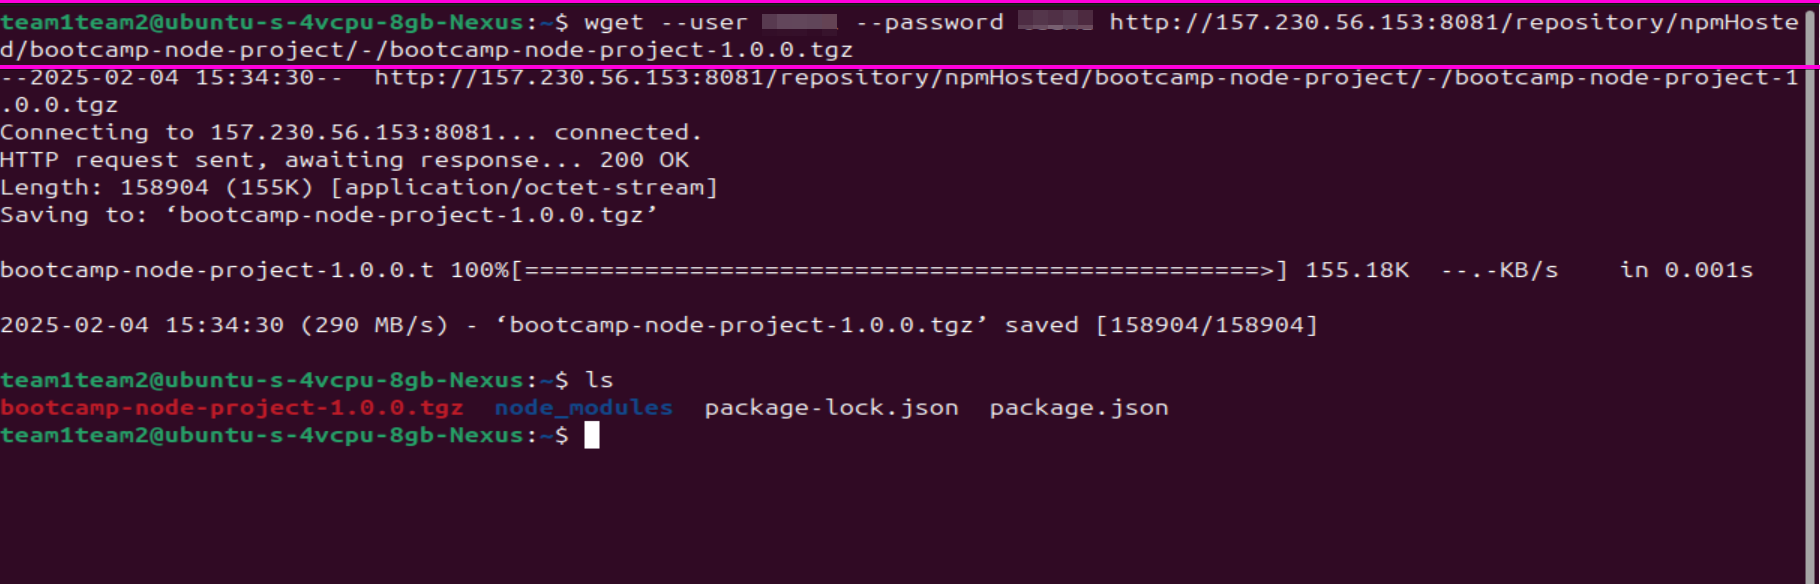 team1team2@ubuntu-s-4vcpu-8gb-Nexus:~$ wget --user --password http://157.230.56.153:8081/repository/npmHoste
d/bootcamp-node-project/-/bootcamp-node-project-1.0.0.tgz
--2025-02-04 15:34:30--  http://157.230.56.153:8081/repository/npmHosted/bootcamp-node-project/-/bootcamp-node-project-1
.0.0.tgz
Connecting to 157.230.56.153:8081... connected.
HTTP request sent, awaiting response... 200 OK
Length: 158904 (155K) [application/octet-stream]
Saving to: ‘bootcamp-node-project-1.0.0.tgz’
bootcamp-node-project-1.0.0.t 100%[=================================================>] 155.18K  --.-KB/s    in 0.001s
2025-02-04 15:34:30 (290 MB/s) - ‘bootcamp-node-project-1.0.0.tgz’ saved [158904/158904]
team1team2@ubuntu-s-4vcpu-8gb-Nexus:~$ ls
bootcamp-node-project-1.0.0.tgz  node_modules  package-lock.json  package.json
team1team2@ubuntu-s-4vcpu-8gb-Nexus:~$